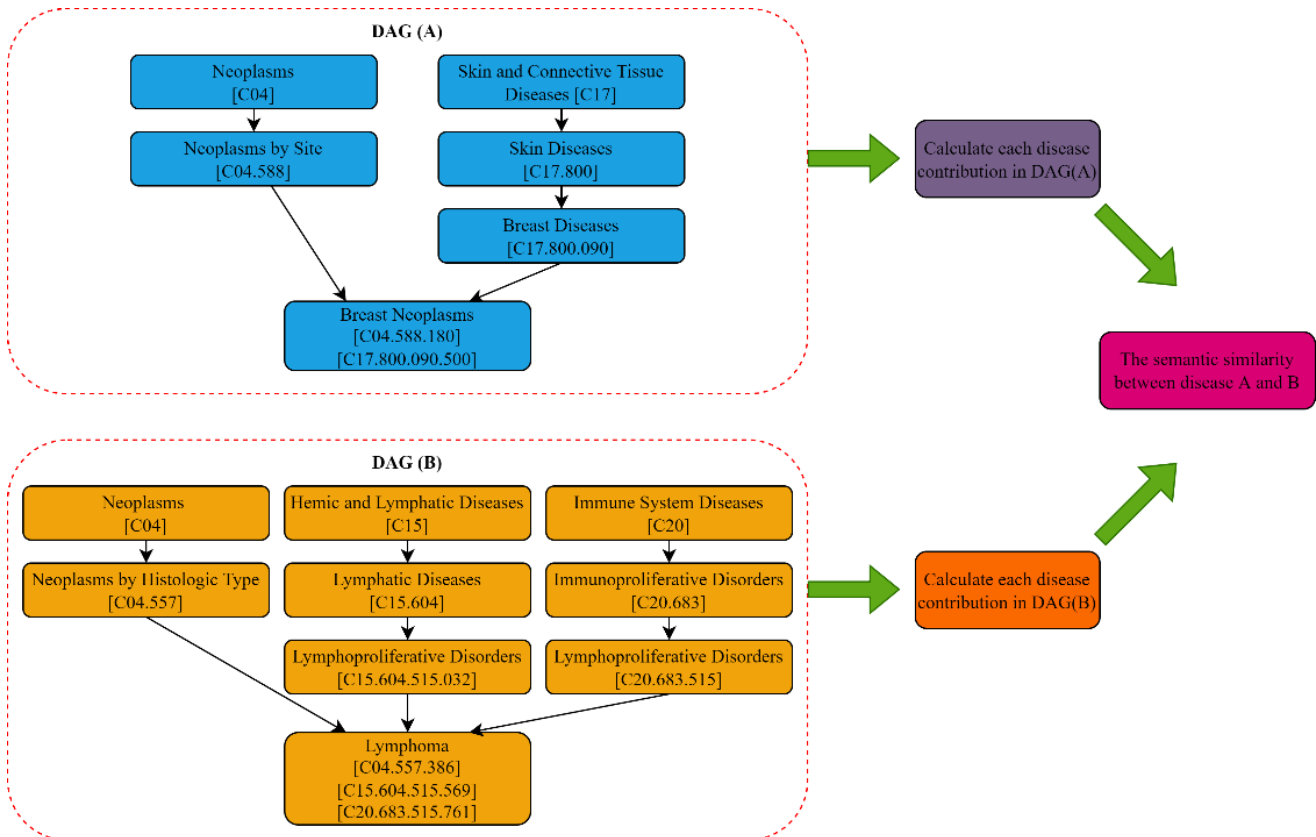 DAG (A)
Neoplasms
[C04]
Skin and Connective Tissue
Diseases [C17]
Neoplasms by Site
[C04.588]
Skin Diseases
[C17.800]
Breast Diseases
[C17.800.090]
Breast Neoplasms
[C04.588.180]
[C17.800.090.500]
Calculate each disease
contribution in DAG(A)
The semantic similarity
between disease A and B
DAG (B)
Neoplasms
[C04]
Hemic and Lymphatic Diseases
[C15]
Immune System Diseases
[C20]
Neoplasms by Histologic Type
[C04.557]
Lymphatic Diseases
[C15.604]
Immunoproliferative Disorders
[C20.683]
Lymphoproliferative Disorders
[C15.604.515.032]
Lymphoproliferative Disorders
[C20.683.515]
Lymphoma
[C04.557.386]
[C15.604.515.569]
[C20.683.515.761]
Calculate each disease
contribution in DAG(B)